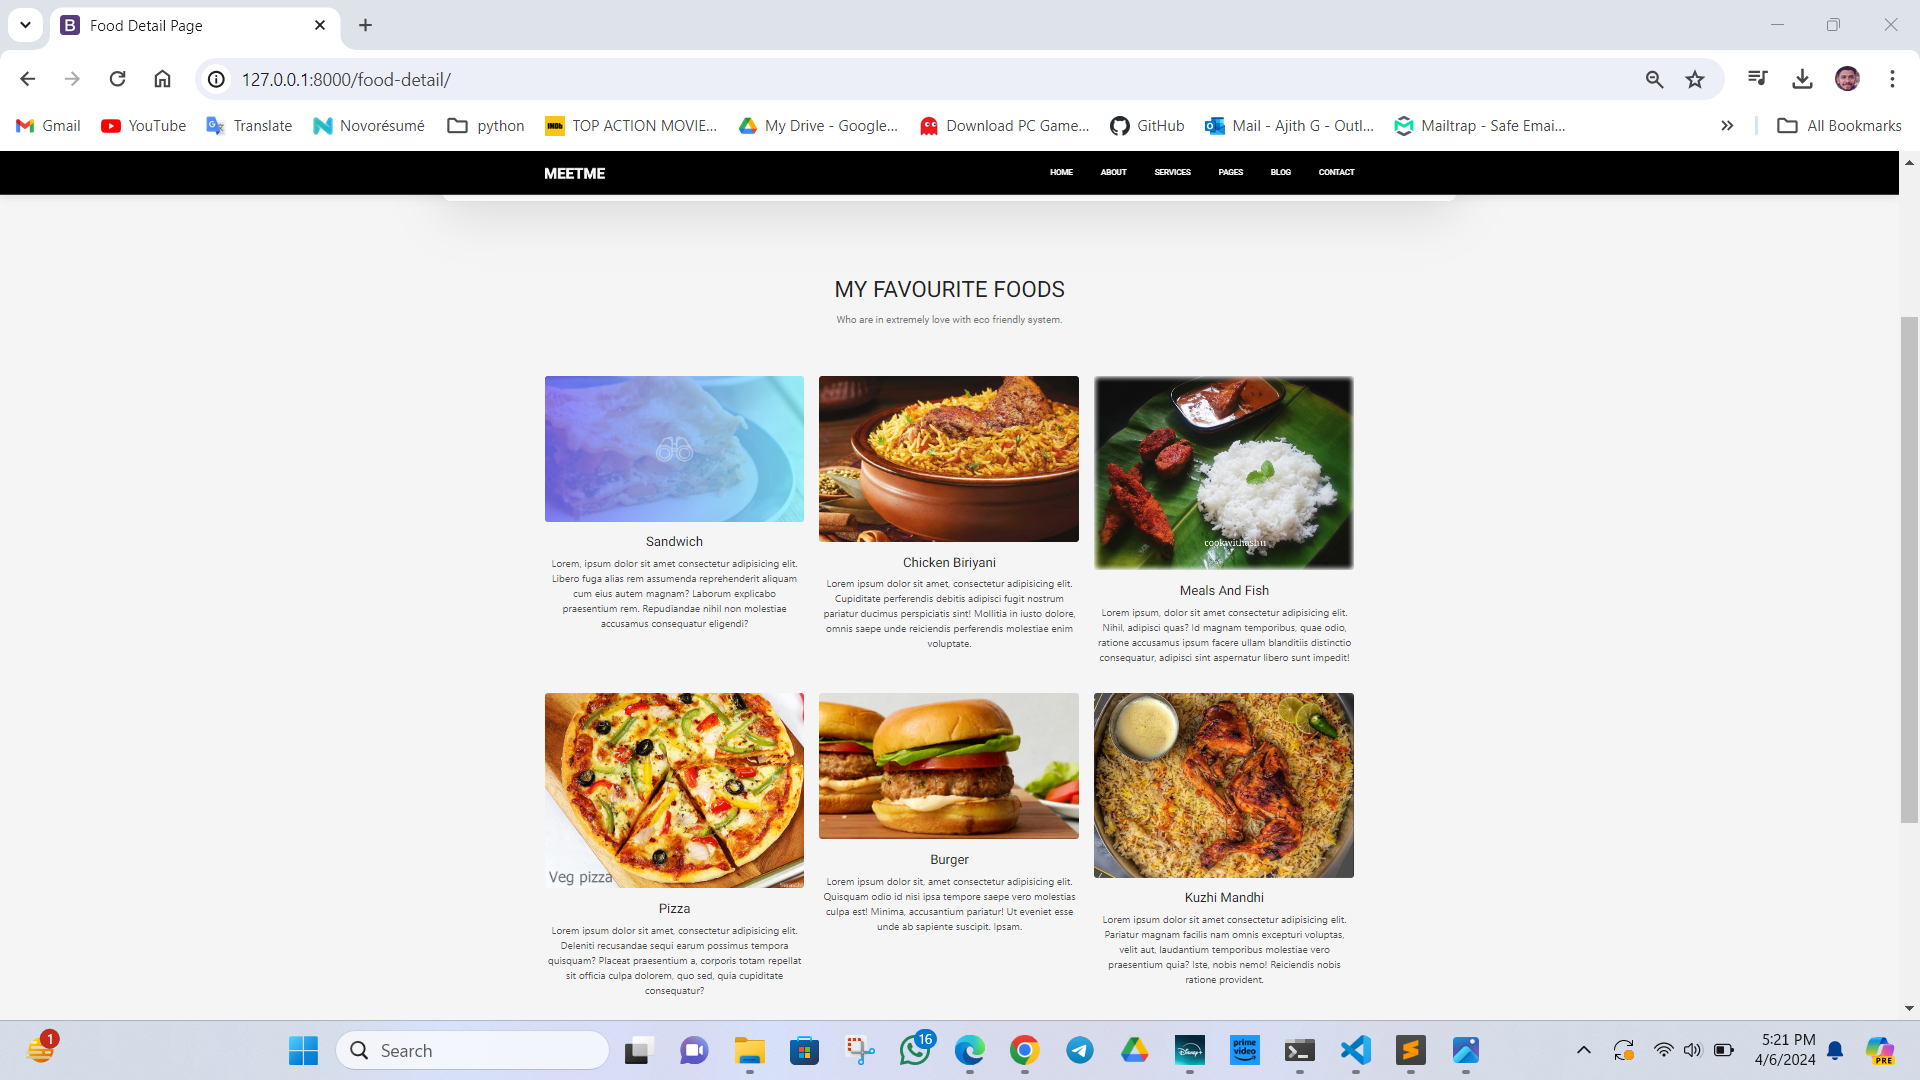 Food Detail Page
127.0.0.1:8000/food-detail/
Gmail YouTube Translate Novorésumé python TOP ACTION MOVIE... My Drive - Google... Download PC Game... GitHub Mail - Ajith G - Outl... Mailtrap - Safe Emai... All Bookmarks
MEETME HOME ABOUT SERVICES PAGES BLOG CONTACT
MY FAVOURITE FOODS
Who are in extremely love with eco friendly system.
Sandwich
Lorem, ipsum dolor sit amet consectetur adipisicing elit.
Libero fuga alias rem assumenda reprehenderit aliquam
cum eius autem magnam? Laborum explicabo
praesentium rem. Repudiandae nihil non molestiae
accusamus consequatur eligendi?
Chicken Biriyani
Lorem ipsum dolor sit amet, consectetur adipisicing elit.
Cupiditate perferendis debitis adipisci fugit nostrum
pariatur ducimus perspiciatis sint! Mollitia in iusto dolore,
omnis saepe unde reiciendis perferendis molestiae enim
voluptate.
cookwithashu
Meals And Fish
Lorem ipsum, dolor sit amet consectetur adipisicing elit.
Nihil, adipisci quas? Id magnam temporibus, quae odio,
ratione accusamus ipsum facere ullam blanditiis distinctio
consequatur, adipisci sint aspernatur libero sunt impedit!
Veg pizza
Pizza
Lorem ipsum dolor sit amet, consectetur adipisicing elit.
Deleniti recusandae sequi earum possimus tempora
quisquam? Placeat praesentium a, corporis totam repellat
sit officia culpa dolorem, quo sed, quia cupiditate
consequatur?
Burger
Lorem ipsum dolor sit, amet consectetur adipisicing elit.
Quisquam odio id nisi ipsa tempore saepe vero molestias
culpa est! Minima, accusantium pariatur! Ut eveniet esse
unde ab sapiente suscipit. Ipsam.
Kuzhi Mandhi
Lorem ipsum dolor sit amet consectetur adipisicing elit.
Pariatur magnam facilis nam omnis excepturi voluptas,
velit aut, laudantium temporibus molestiae vero
praesentium quia? Iste, nobis nemo! Reiciendis nobis
ratione provident.
1
Search
16
Disney+
prime video
5:21 PM
4/6/2024
PRE